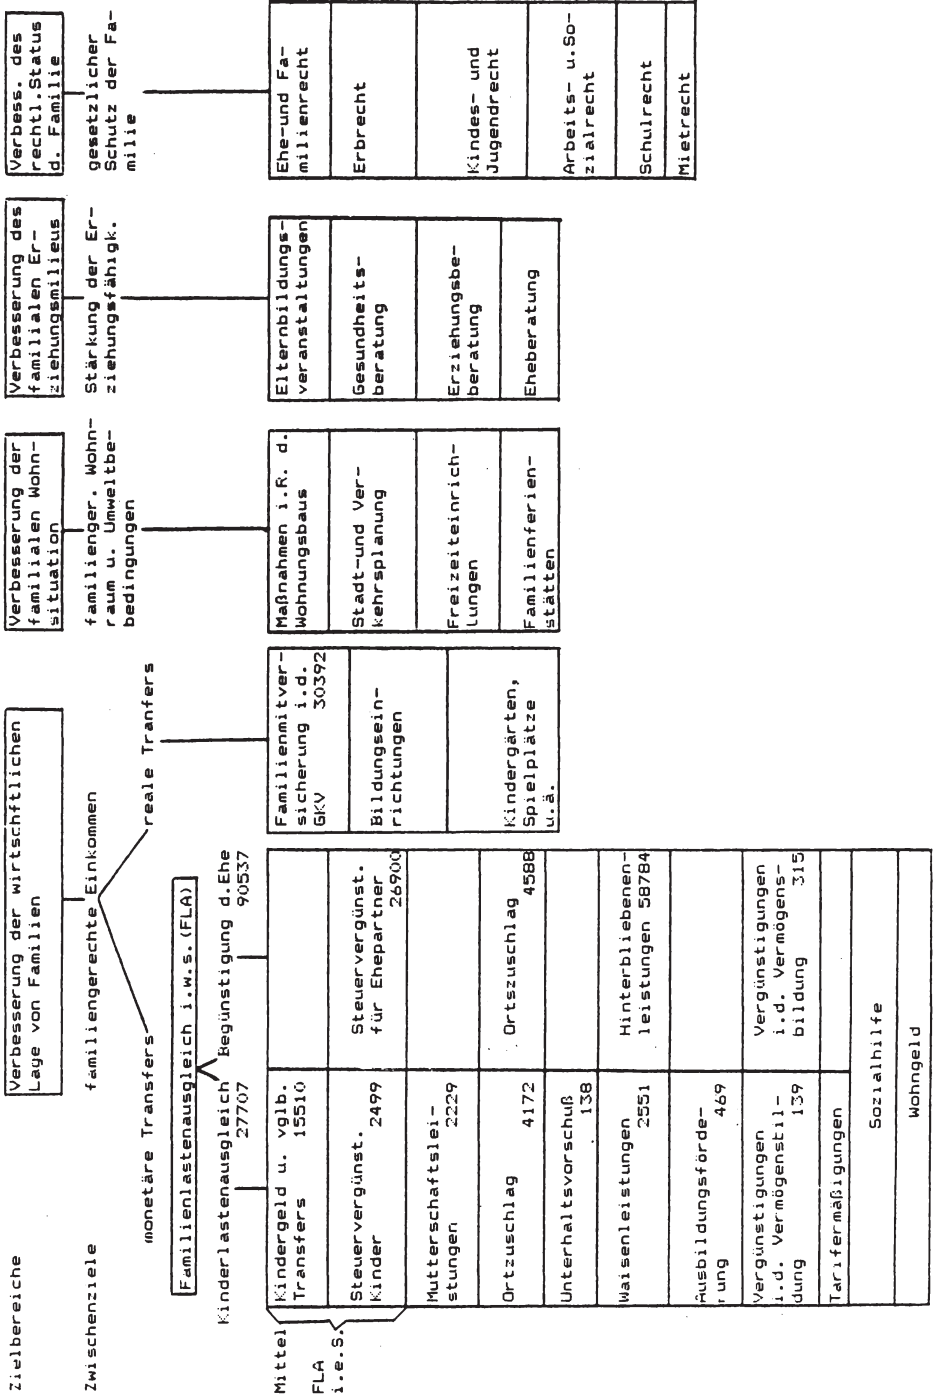 Zielbereiche
Verbesserung der wirtschftlichen
Lage von Familien
Verbesserung der
familialen Wohn-
situation
Verbesserung des
familialen Er-
ziehungsmilieus
Verbess. des
rechtl.Status
d. Familie
Zwischenziele
familiengerechte Einkommen
familienger. Wohn-
raum u. Umweltbe-
bedingungen
Stärkung der Er-
ziehungsfähigk.
gesetzlicher
Schutz der Fa-
milie
monetäre Transfers
reale Tranfers
Familienlastenausgleich i.w.s.(FLA)
Kinderlastenausgleich
27707
Begünstigung d.Ehe
90537
Mittel
FLA
i.e.S.
Kindergeld u. vglb.
Transfers 15510
Steuervergünst.
Kinder 2499
Mutterschaftslei-
stungen 2229
Ortzuschlag 4172
Unterhaltsvorschuß
138
Waisenleistungen
2551
Ausbildungsförde-
rung 469
Vergünstigungen
i.d. Vermögenstil-
dung 139
Tarifermäßigungen
Steuervergünst.
für Ehepartner
26900
Ortszuschlag 4588
Hinterbliebenen-
leistungen 58784
Vergünstigungen
i.d. Vermögens-
bildung 315
Sozialhilfe
Wohngeld
Familienmitver-
sicherung i.d.
GKV 30392
Bildungsein-
richtungen
Kindergärten,
Spielplätze
u.ä.
Maßnahmen i.R. d.
Wohnungsbaus
Stadt-und Ver-
kehrsplanung
Freizeiteinrich-
lungen
Familienferien-
stätten
Elternbildungs-
veranstaltungen
Gesundheits-
beratung
Erziehungsbe-
beratung
Eheberatung
Ehe-und Fa-
milienrecht
Erbrecht
Kindes- und
Jugendrecht
Arbeits- u.So-
zialrecht
Schulrecht
Mietrecht